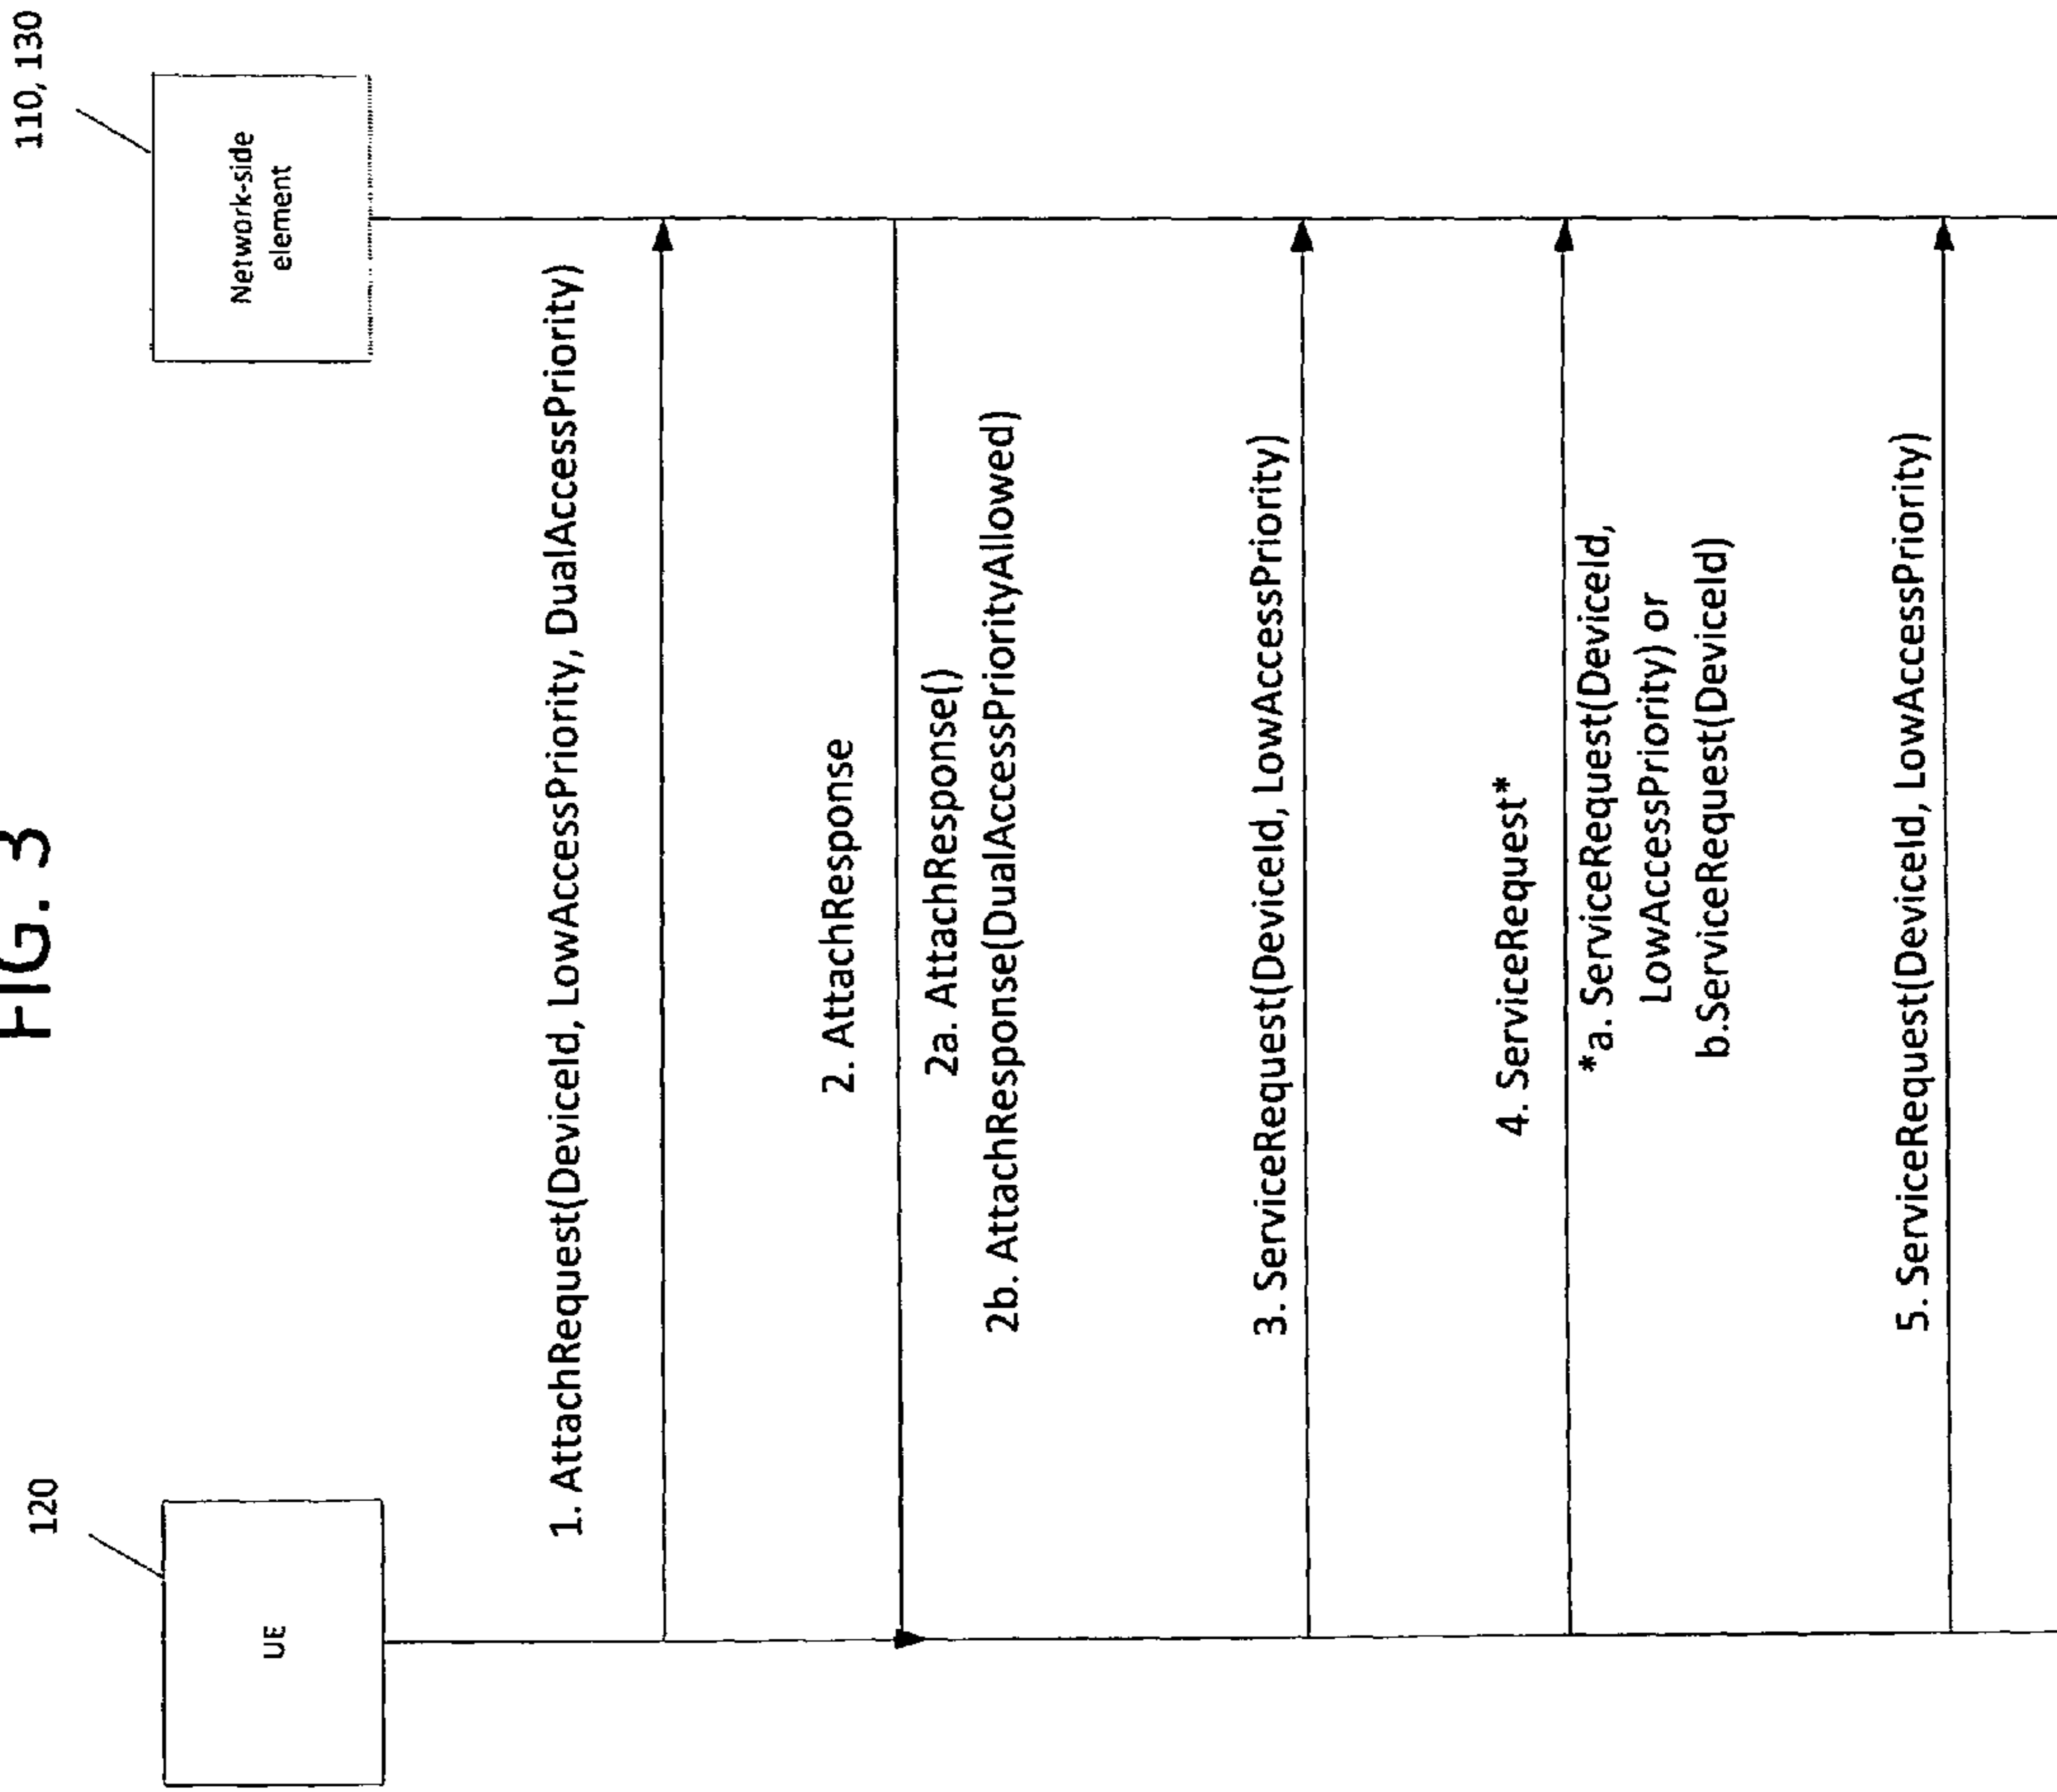 FIG. 3
120
110, 130
UE
Network-side
element
1. AttachRequest(DeviceId, LowAccessPriority, DualAccessPriority)
2. AttachResponse
2a. AttachResponse()
2b. AttachResponse(DualAccessPriorityAllowed)
3. ServiceRequest(DeviceId, LowAccessPriority)
4. ServiceRequest*
*a. ServiceRequest(DeviceId,
LowAccessPriority) or
b.ServiceRequest(DeviceId)
5. ServiceRequest(DeviceId, LowAccessPriority)